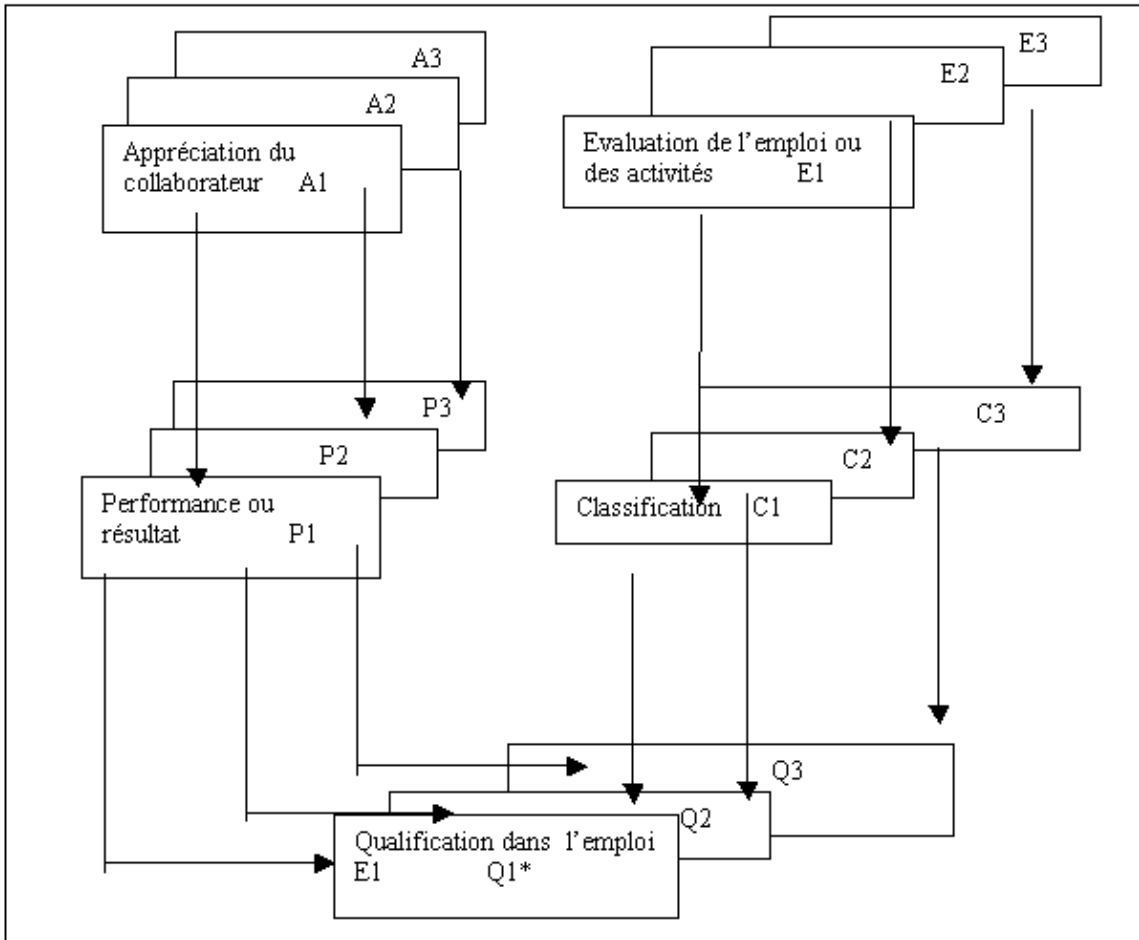 A3
E3
A2
E2
Appréciation du
collaborateur A1
Evaluation de l'emploi ou
des activités E1
P3
C3
P2
C2
Performance ou
résultat P1
Classification C1
Q3
Q2
Qualification dans l'emploi
E1 Q1*